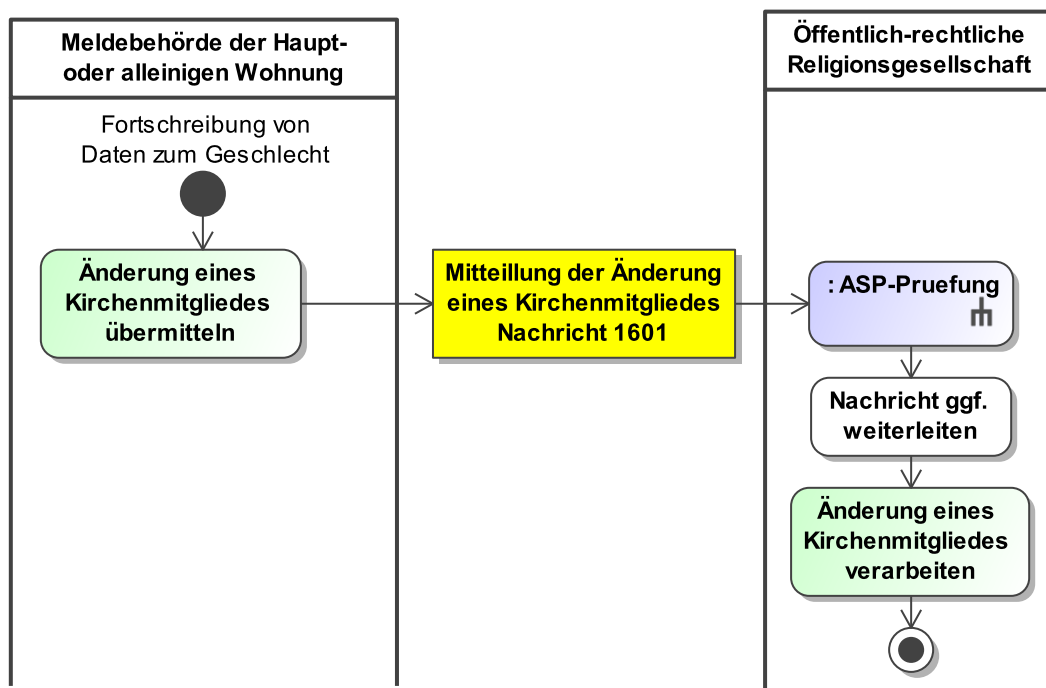 Meldebehörde der Haupt-
oder alleinigen Wohnung
Fortschreibung von
Daten zum Geschlecht
Änderung eines
Kirchenmitgliedes
übermitteln
Mitteillung der Änderung
eines Kirchenmitgliedes
Nachricht 1601
Öffentlich-rechtliche
Religionsgesellschaft
: ASP-Pruefung
Nachricht ggf.
weiterleiten
Änderung eines
Kirchenmitgliedes
verarbeiten